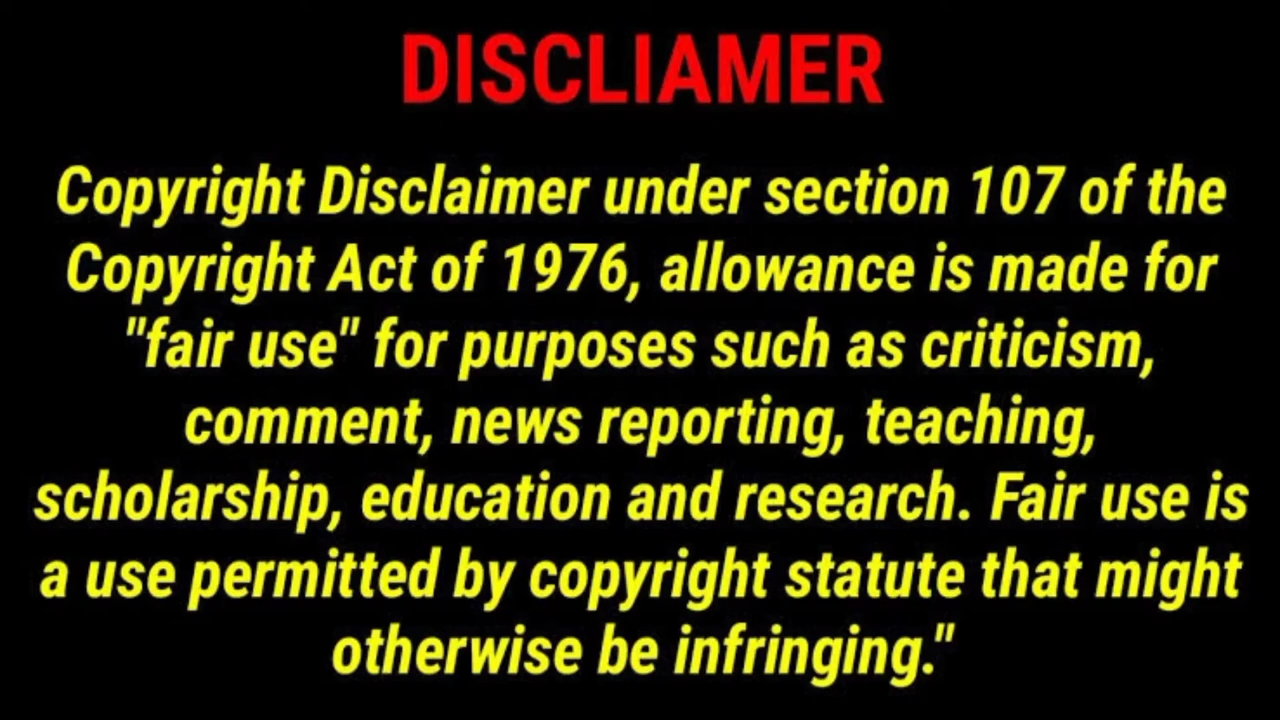 DISCLIAMER
Copyright Disclaimer under section 107 of the
Copyright Act of 1976, allowance is made for
"fair use" for purposes such as criticism,
comment, news reporting, teaching,
scholarship, education and research. Fair use is
a use permitted by copyright statute that might
otherwise be infringing."